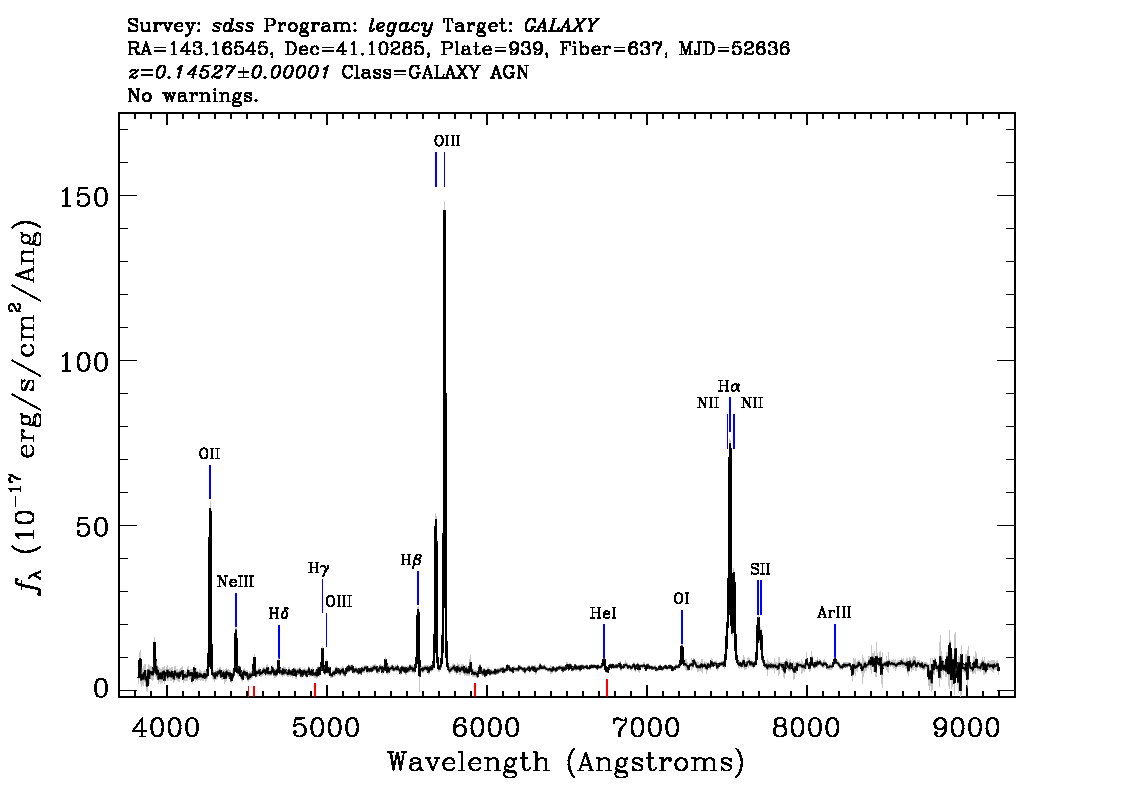 Survey: sdss Program: legacy Target: GALAXY
RA=143.16545, Dec=41.10285, Plate=939, Fiber=637, MJD=52636
z=0.14527±0.00001 Class=GALAXY AGN
No warnings.
OIII
150
100
Hα
NII NII
OII
50
Hβ
Hγ
SII
NeIII
OIII
OI
Hδ
HeI
ArIII
0
4000 5000 6000 7000 8000 9000
Wavelength (Angstroms)
f_λ (10^−17 erg/s/cm^2/Ang)